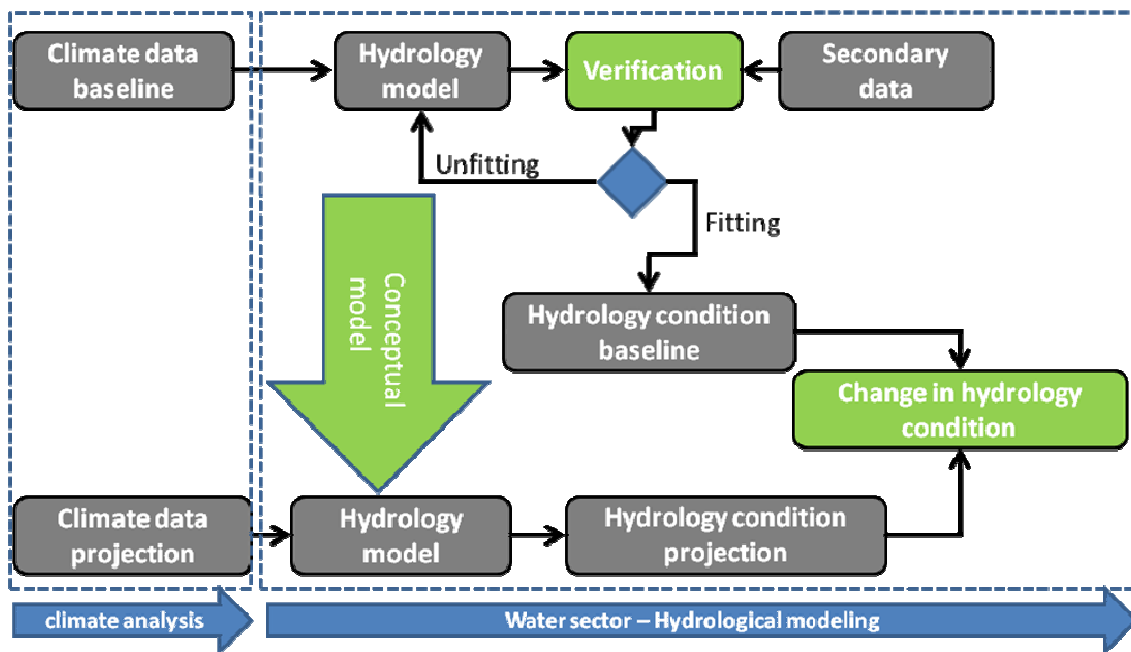 Climate data
baseline
Hydrology
model
Verification
Secondary
data
Unfitting
Fitting
Conceptual
model
Hydrology condition
baseline
Change in hydrology
condition
Climate data
projection
Hydrology
model
Hydrology condition
projection
climate analysis
Water sector – Hydrological modeling